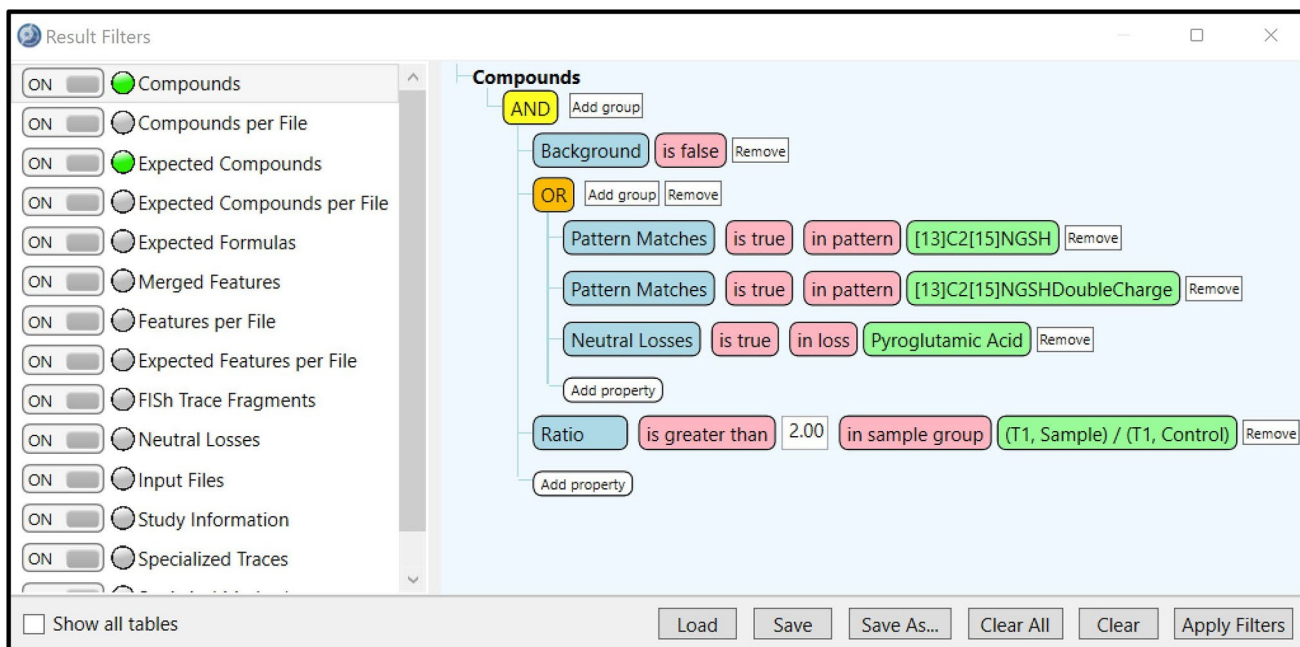 Result Filters
ON Compounds
ON Compounds per File
ON Expected Compounds
ON Expected Compounds per File
ON Expected Formulas
ON Merged Features
ON Features per File
ON Expected Features per File
ON FISh Trace Fragments
ON Neutral Losses
ON Input Files
ON Study Information
ON Specialized Traces
Compounds
AND Add group
Background is false Remove
OR Add group Remove
Pattern Matches is true in pattern [13]C2[15]NGSH Remove
Pattern Matches is true in pattern [13]C2[15]NGSHDoubleCharge Remove
Neutral Losses is true in loss Pyroglutamic Acid Remove
Add property
Ratio is greater than 2.00 in sample group (T1, Sample) / (T1, Control) Remove
Add property
Show all tables Load Save Save As... Clear All Clear Apply Filters